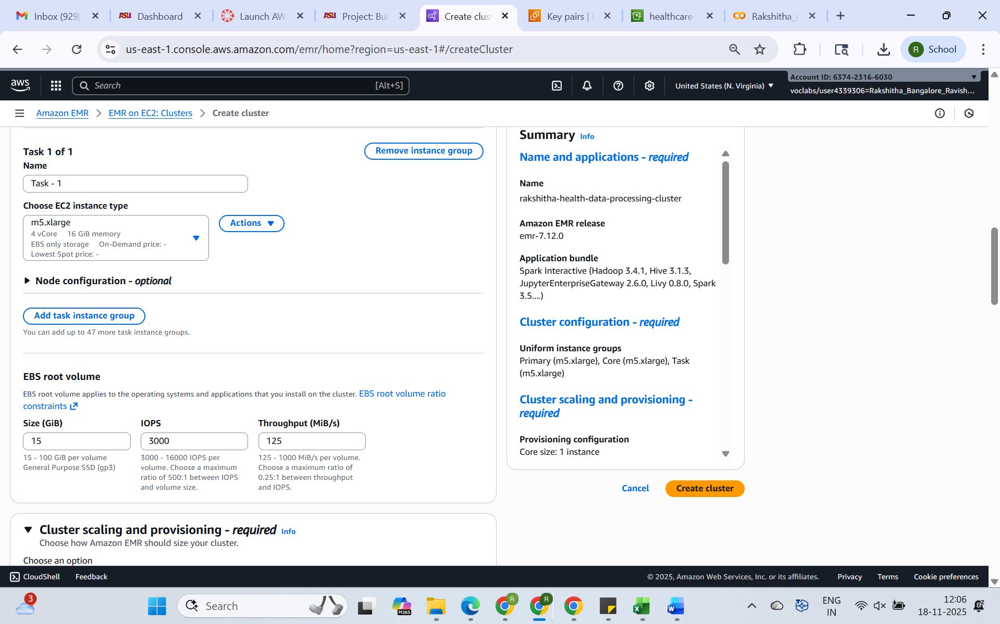 Inbox (929)
Dashboard
Launch AW
Project: Bui
Create clus
Key pairs |
healthcare-
Rakshitha_r
us-east-1.console.aws.amazon.com/emr/home?region=us-east-1#/createCluster
R School
aws
Search [Alt+S]
United States (N. Virginia)
Account ID: 6374-2316-6030
voclabs/user4339306=Rakshitha_Bangalore_Ravish...
Amazon EMR
EMR on EC2: Clusters
Create cluster
Task 1 of 1
Remove instance group
Name
Task - 1
Choose EC2 instance type
m5.xlarge
4 vCore 16 GiB memory
EBS only storage On-Demand price: -
Lowest Spot price: -
Actions
Node configuration - optional
Add task instance group
You can add up to 47 more task instance groups.
EBS root volume
EBS root volume applies to the operating systems and applications that you install on the cluster. EBS root volume ratio
constraints
Size (GiB)
15
15 - 100 GiB per volume
General Purpose SSD (gp3)
IOPS
3000
3000 - 16000 IOPS per
volume. Choose a maximum
ratio of 500:1 between IOPS
and volume size.
Throughput (MiB/s)
125
125 - 1000 MiB/s per volume.
Choose a maximum ratio of
0.25:1 between throughput
and IOPS.
Cluster scaling and provisioning - required Info
Choose how Amazon EMR should size your cluster.
Choose an option
Summary Info
Name and applications - required
Name
rakshitha-health-data-processing-cluster
Amazon EMR release
emr-7.12.0
Application bundle
Spark Interactive (Hadoop 3.4.1, Hive 3.1.3,
JupyterEnterpriseGateway 2.6.0, Livy 0.8.0, Spark
3.5....)
Cluster configuration - required
Uniform instance groups
Primary (m5.xlarge), Core (m5.xlarge), Task
(m5.xlarge)
Cluster scaling and provisioning -
required
Provisioning configuration
Core size: 1 instance
Cancel
Create cluster
CloudShell
Feedback
© 2025, Amazon Web Services, Inc. or its affiliates.
Privacy
Terms
Cookie preferences
3
Search
M365
R
R
ENG
IN
12:06
18-11-2025